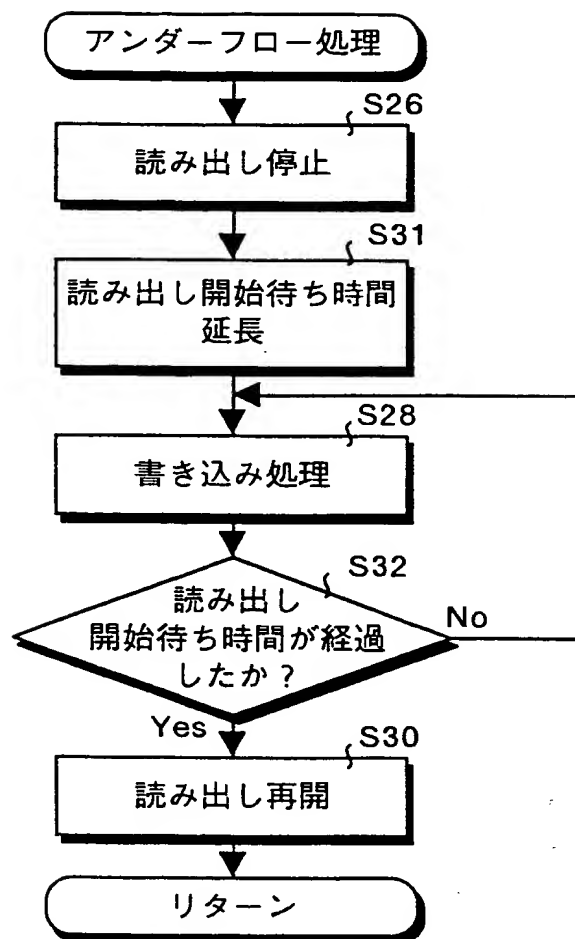 アンダーフロー処理
S26
読み出し停止
S31
読み出し開始待ち時間
延長
S28
書き込み処理
S32
読み出し
開始待ち時間が経過
したか?
No
Yes
S30
読み出し再開
リターン